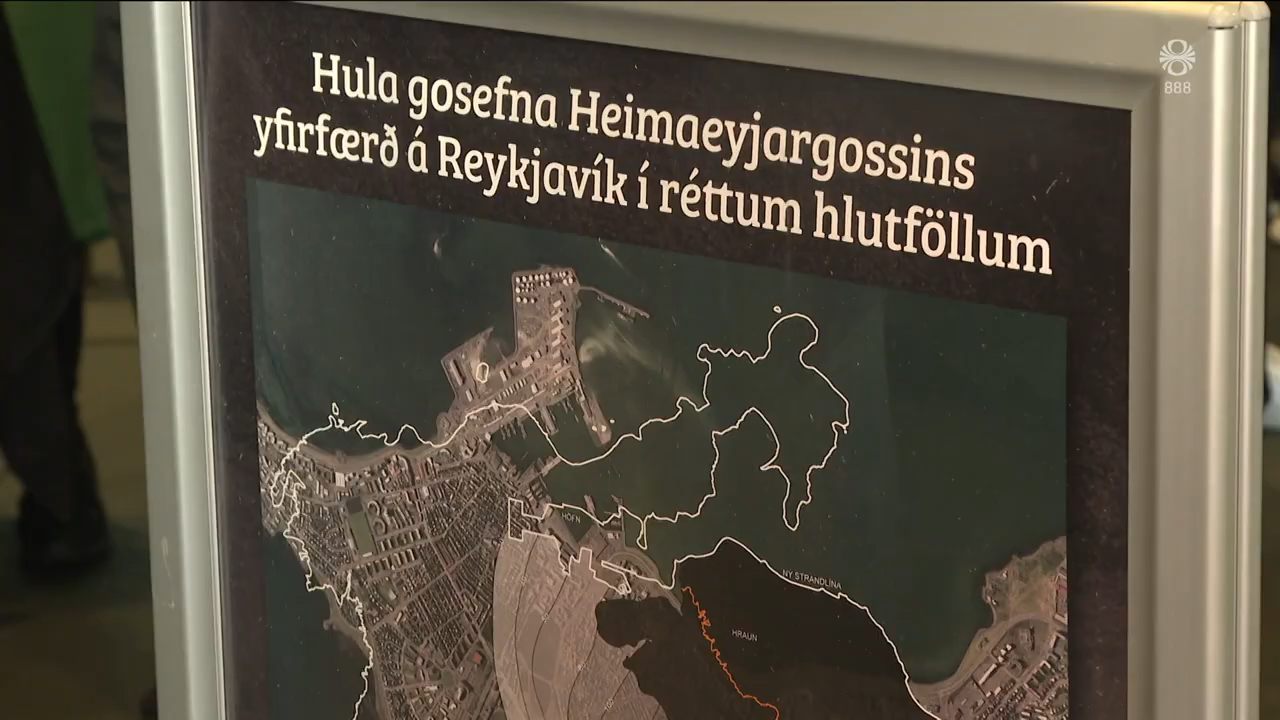 888
Hula gosefna Heimaeyjargossins
yfirfærð á Reykjavík í réttum hlutföllum
HÖFN
NÝ STRANDLÍNA
HRAUN